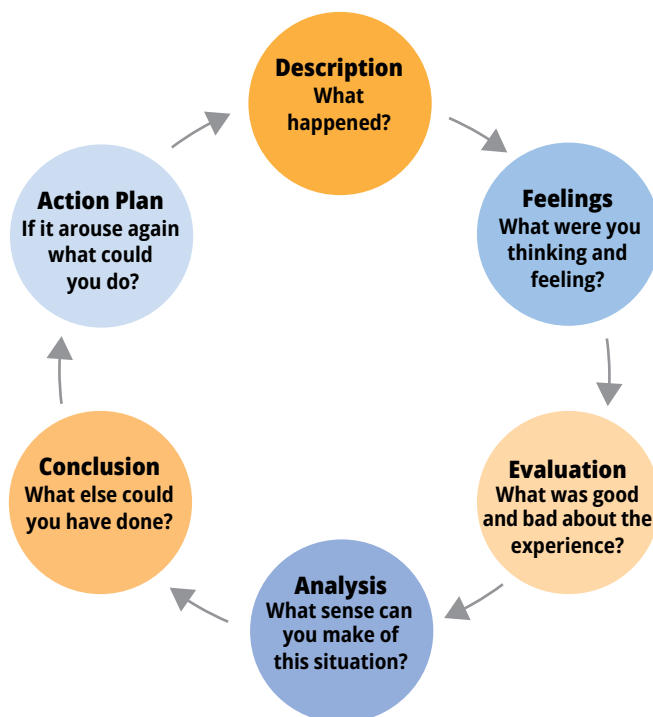 Description
What
happened?
Feelings
What were you
thinking and
feeling?
Evaluation
What was good
and bad about the
experience?
Analysis
What sense can
you make of
this situation?
Conclusion
What else could
you have done?
Action Plan
If it arouse again
what could
you do?